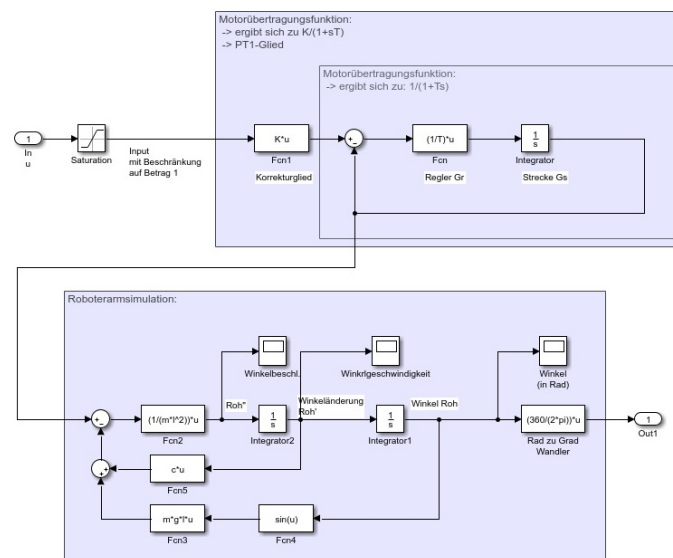 Motorübertragungsfunktion:
-> ergibt sich zu K/(1+sT)
-> PT1-Glied
Motorübertragungsfunktion:
-> ergibt sich zu: 1/(1+Ts)
1
In
u
Saturation
Input
mit Beschränkung
auf Betrag 1
K*u
Fcn1
Korrekturglied
+
−
(1/T)*u
Fcn
Regler Gr
1
s
Integrator
Strecke Gs
Roboterarmsimulation:
Winkelbeschl.
Winkrlgeschwindigkeit
Winkel
(in Rad)
+
−
(1/(m*l^2))*u
Fcn2
Roh"
1
s
Integrator2
Winkeländerung
Roh'
1
s
Integrator1
Winkel Roh
(360/(2*pi))*u
Rad zu Grad
Wandler
1
Out1
+
+
c*u
Fcn5
m*g*l*u
Fcn3
sin(u)
Fcn4